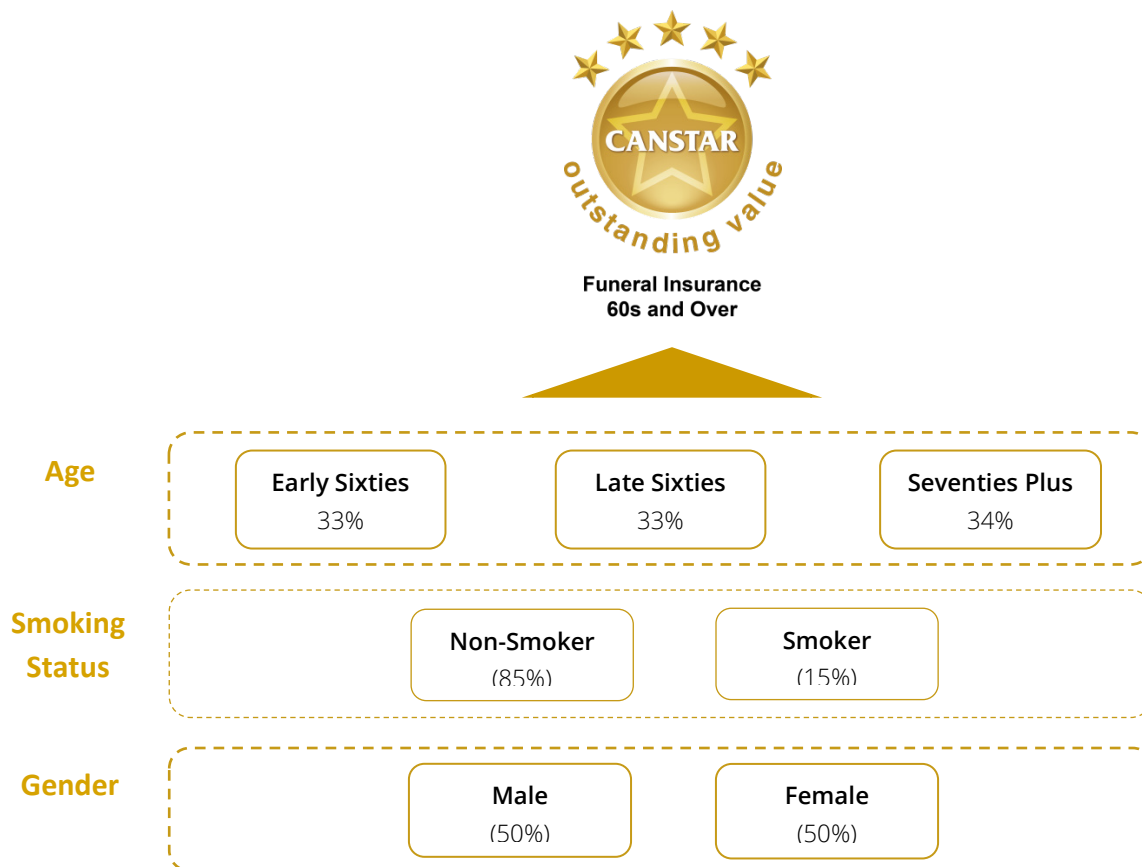 CANSTAR
outstanding value
Funeral Insurance
60s and Over
Age
Early Sixties
33%
Late Sixties
33%
Seventies Plus
34%
Smoking
Status
Non-Smoker
(85%)
Smoker
(15%)
Gender
Male
(50%)
Female
(50%)